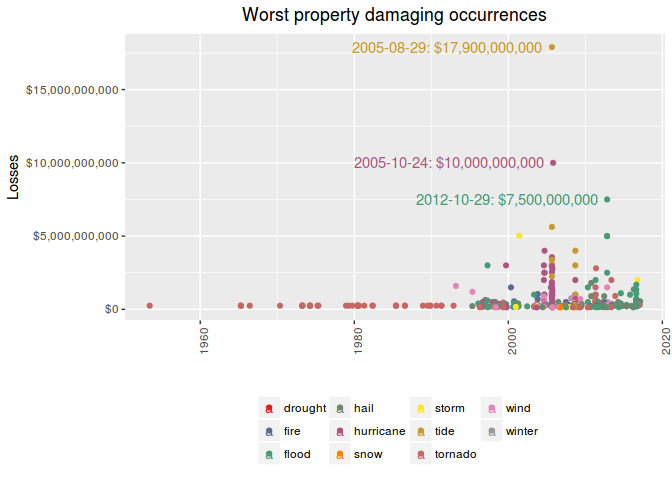 Worst property damaging occurrences
2005-08-29: $17,900,000,000
$15,000,000,000
2005-10-24: $10,000,000,000
$10,000,000,000
2012-10-29: $7,500,000,000
$5,000,000,000
$0
Losses
1960
1980
2000
2020
a drought a hail a storm a wind
a fire a hurricane a tide a winter
a flood a snow a tornado